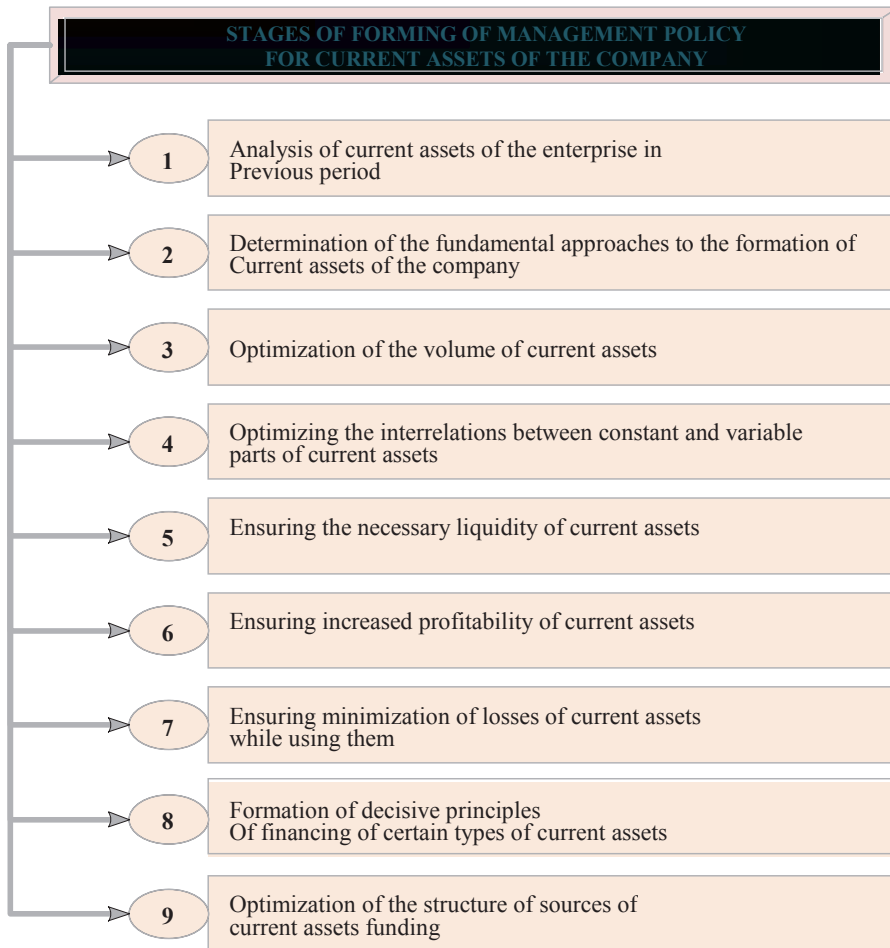 STAGES OF FORMING OF MANAGEMENT POLICY
FOR CURRENT ASSETS OF THE COMPANY
1
Analysis of current assets of the enterprise in
Previous period
2
Determination of the fundamental approaches to the formation of
Current assets of the company
3
Optimization of the volume of current assets
4
Optimizing the interrelations between constant and variable
parts of current assets
5
Ensuring the necessary liquidity of current assets
6
Ensuring increased profitability of current assets
7
Ensuring minimization of losses of current assets
while using them
8
Formation of decisive principles
Of financing of certain types of current assets
9
Optimization of the structure of sources of
current assets funding